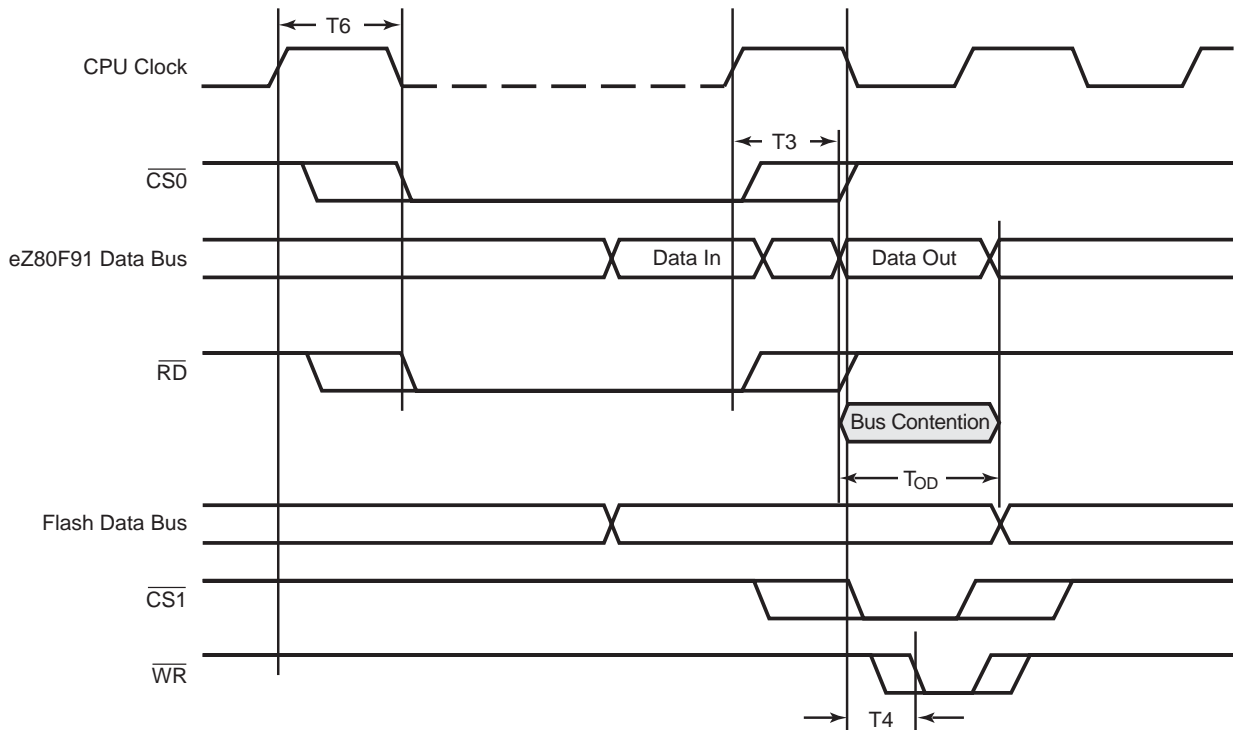 T6
CPU Clock
T3
CS0
eZ80F91 Data Bus
Data In
Data Out
RD
Bus Contention
TOD
Flash Data Bus
CS1
WR
T4